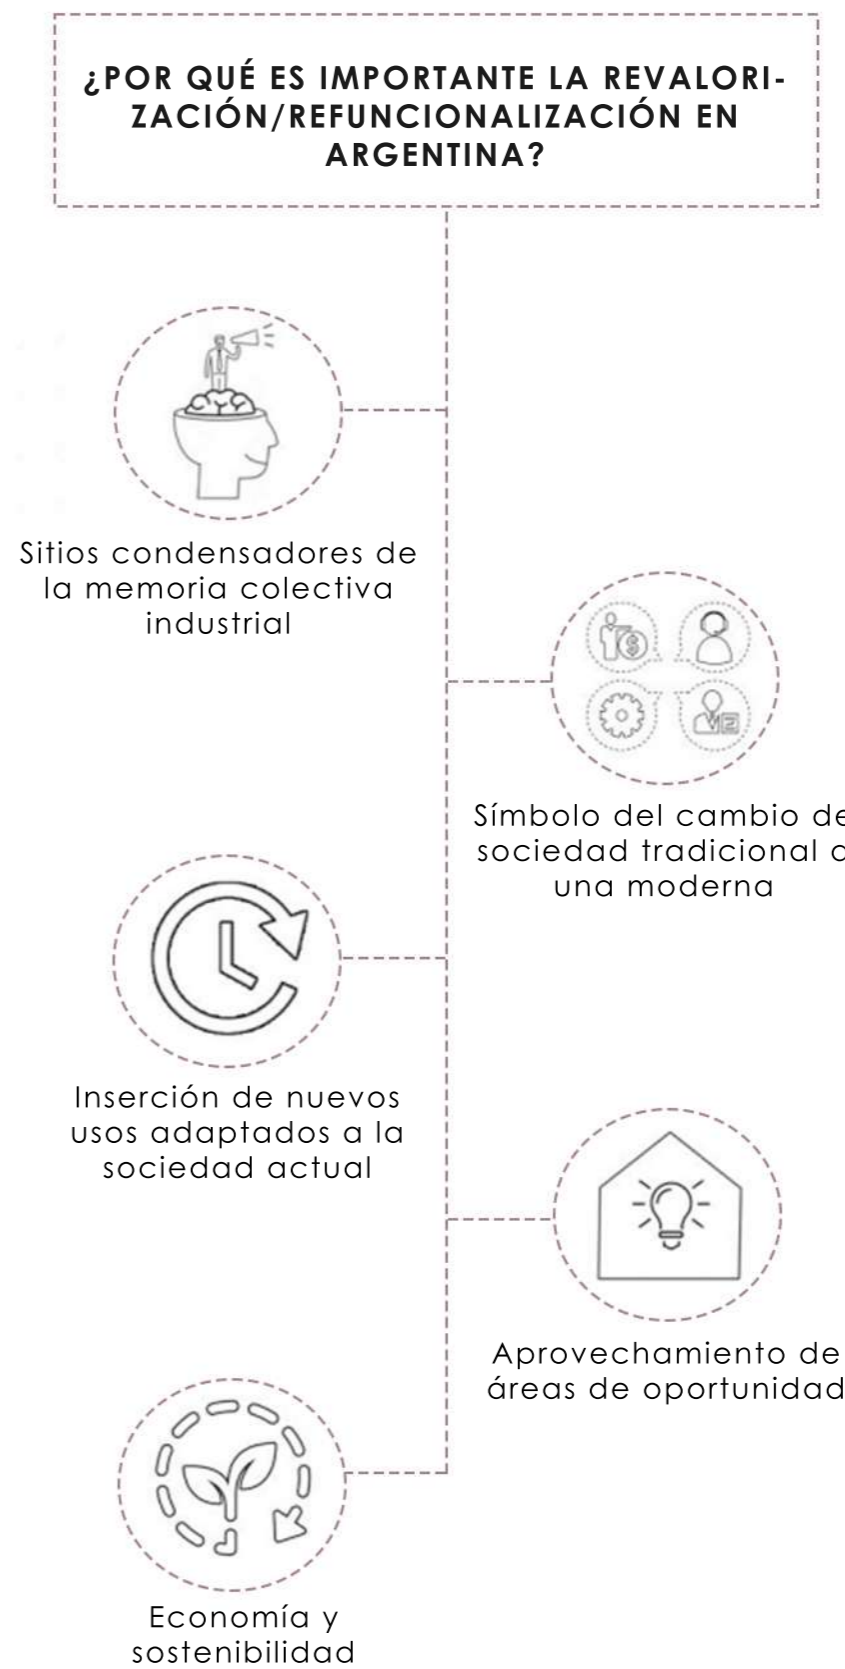 ¿POR QUÉ ES IMPORTANTE LA REVALORI-
ZACIÓN/REFUNCIONALIZACIÓN EN
ARGENTINA?
Sitios condensadores de
la memoria colectiva
industrial
Símbolo del cambio de
sociedad tradicional a
una moderna
Inserción de nuevos
usos adaptados a la
sociedad actual
Aprovechamiento de
áreas de oportunidad
Economía y
sostenibilidad